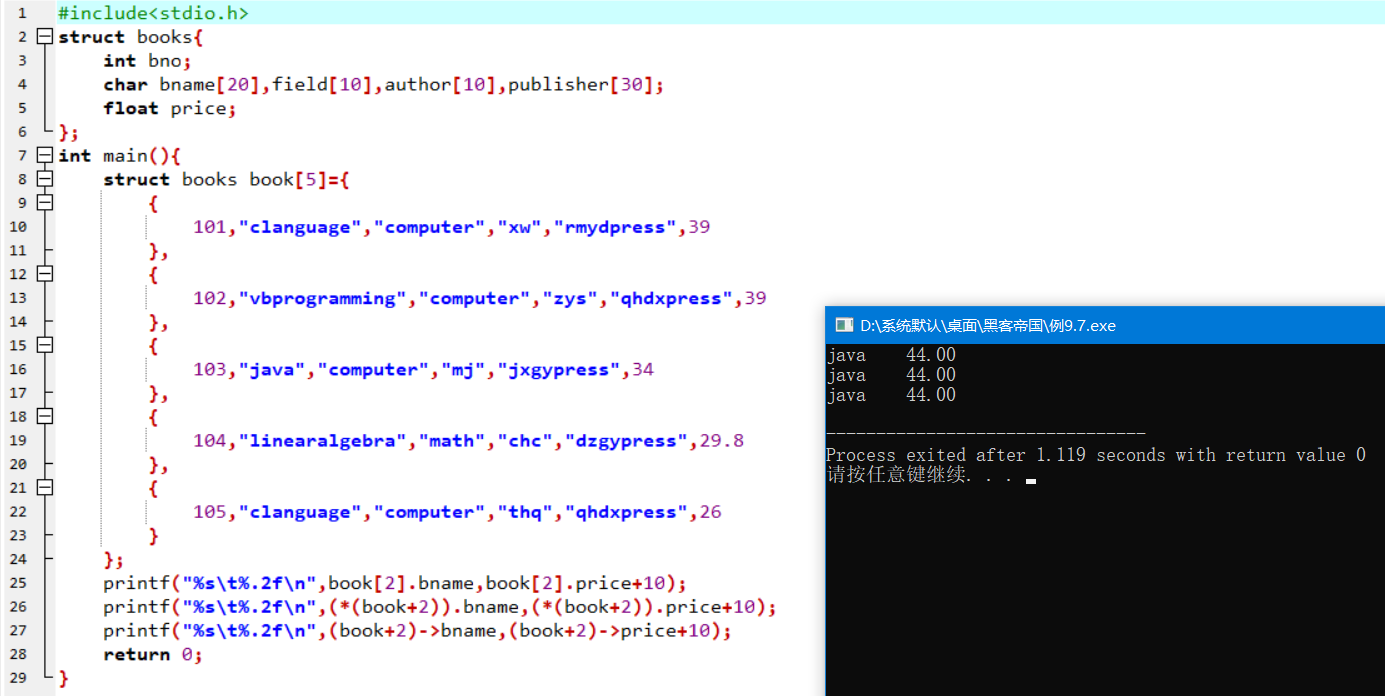 1 #include<stdio.h>
2 struct books{
3 int bno;
4 char bname[20],field[10],author[10],publisher[30];
5 float price;
6 };
7 int main(){
8 struct books book[5]={
9 {
10 101,"clanguage","computer","xw","rmydpress",39
11 },
12 {
13 102,"vbprogramming","computer","zys","qhdxpress",39
14 },
15 {
16 103,"java","computer","mj","jxgypress",34
17 },
18 {
19 104,"linearalgebra","math","chc","dzgypress",29.8
20 },
21 {
22 105,"clanguage","computer","thq","qhdxpress",26
23 }
24 };
25 printf("%s\t%.2f\n",book[2].bname,book[2].price+10);
26 printf("%s\t%.2f\n",(*(book+2)).bname,(*(book+2)).price+10);
27 printf("%s\t%.2f\n",(book+2)->bname,(book+2)->price+10);
28 return 0;
29 }
D:\系统默认\桌面\黑客帝国\例9.7.exe
java 44.00
java 44.00
java 44.00
--------------------------------
Process exited after 1.119 seconds with return value 0
请按任意键继续. . .